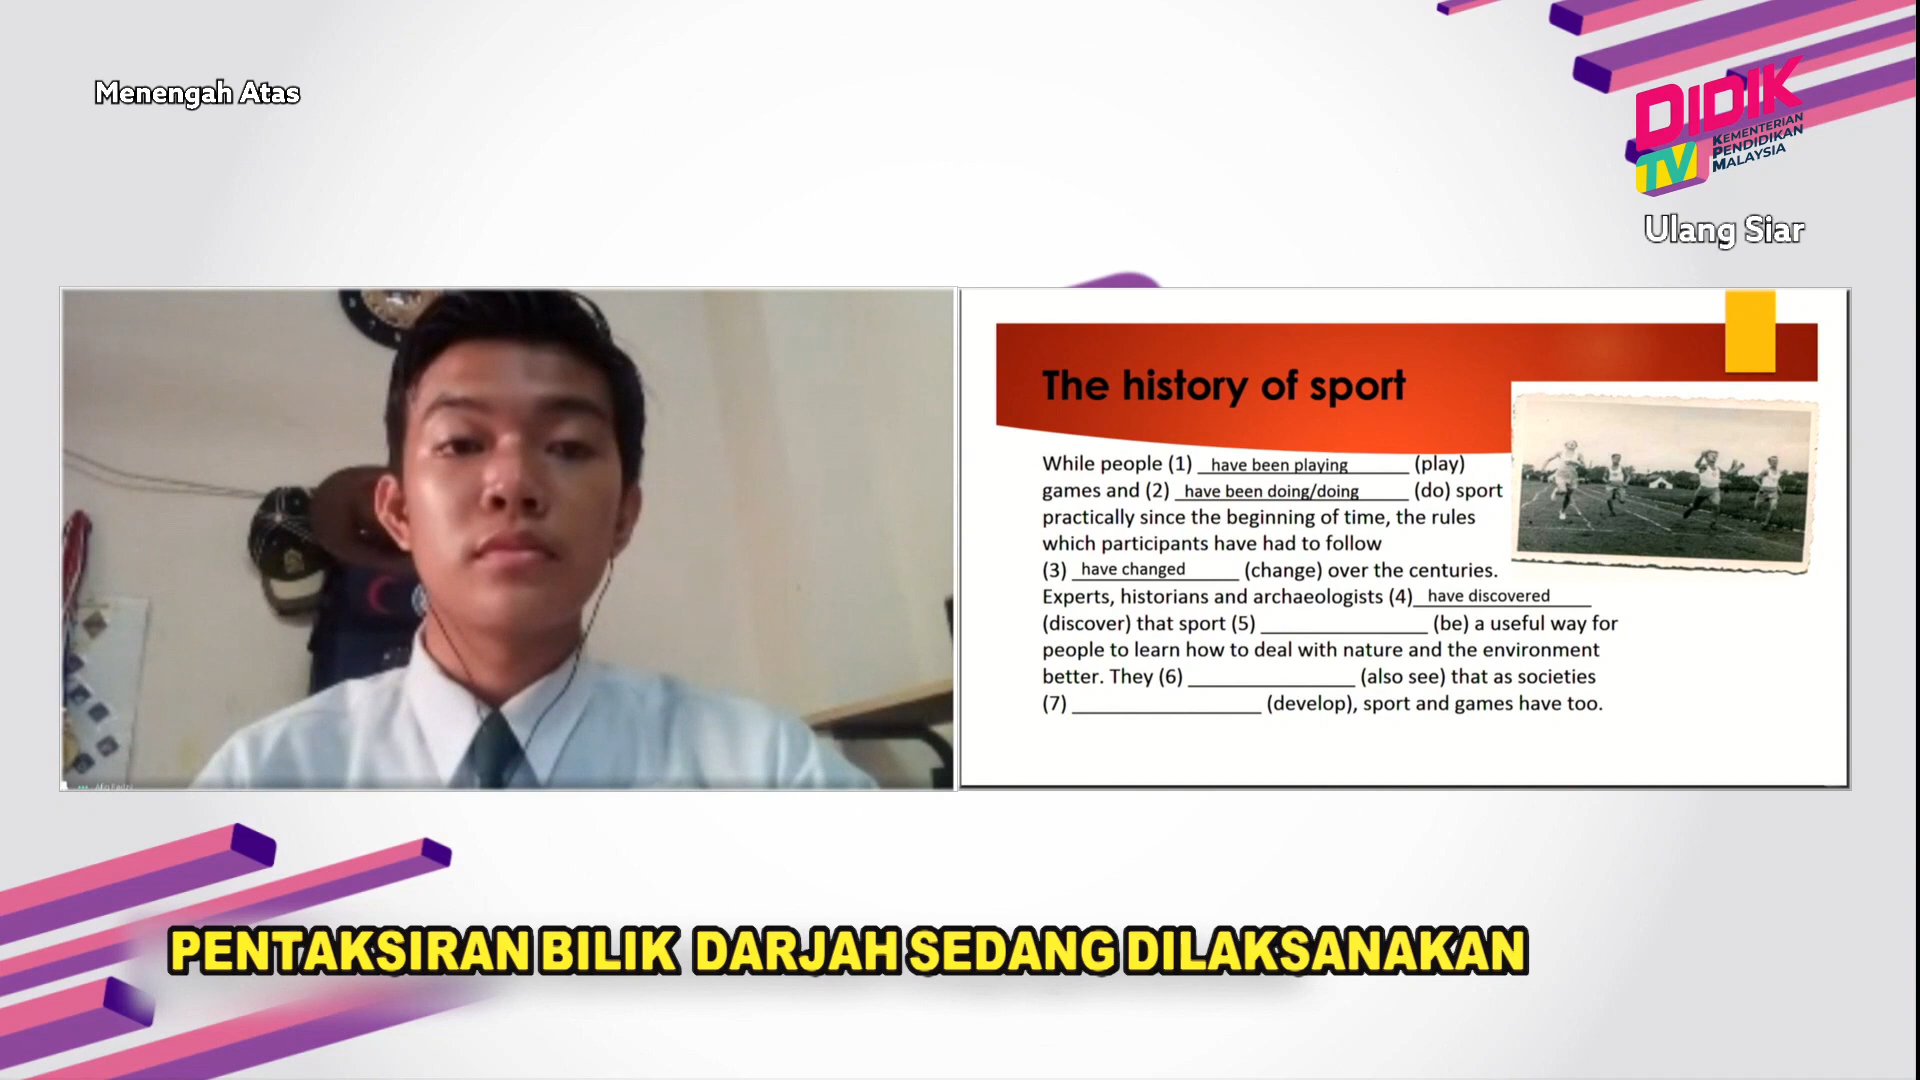 Menengah Atas
DIDIK
TV
KEMENTERIAN
PENDIDIKAN
MALAYSIA
Ulang Siar
The history of sport
While people (1) have been playing (play)
games and (2) have been doing/doing (do) sport
practically since the beginning of time, the rules
which participants have had to follow
(3) have changed (change) over the centuries.
Experts, historians and archaeologists (4) have discovered
(discover) that sport (5) ________________ (be) a useful way for
people to learn how to deal with nature and the environment
better. They (6) ________________ (also see) that as societies
(7) __________________ (develop), sport and games have too.
PENTAKSIRAN BILIK DARJAH SEDANG DILAKSANAKAN